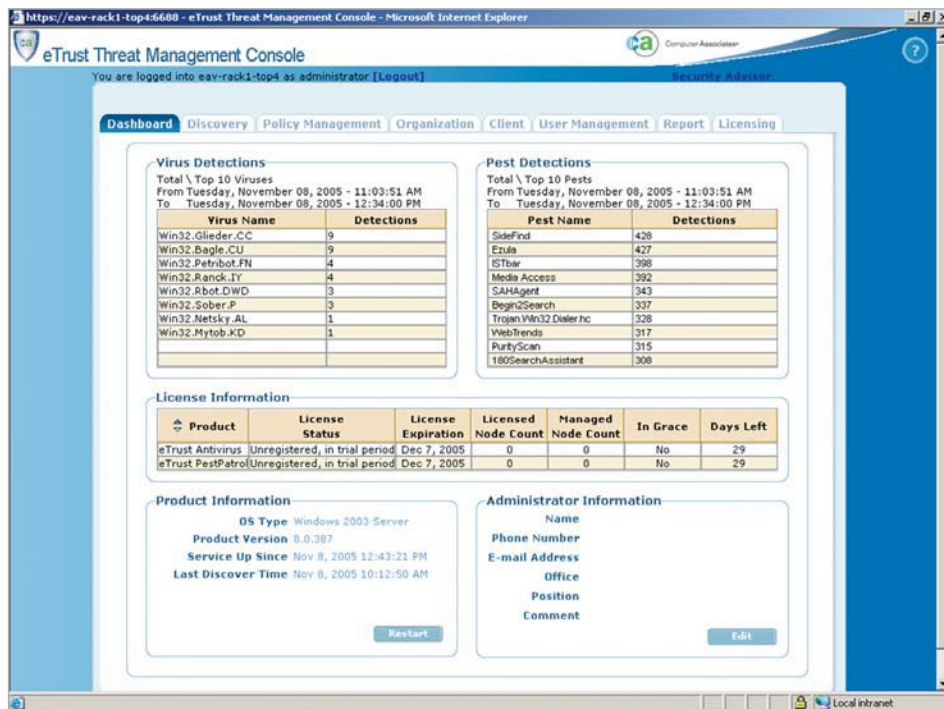 https://eav-rack1-top4:6688 - eTrust Threat Management Console - Microsoft Internet Explorer
ca
eTrust Threat Management Console
ca Computer Associates®
?
You are logged into eav-rack1-top4 as administrator [Logout]
Security Advisor
Dashboard Discovery Policy Management Organization Client User Management Report Licensing
Virus Detections
Total \ Top 10 Viruses
From Tuesday, November 08, 2005 - 11:03:51 AM
To Tuesday, November 08, 2005 - 12:34:00 PM
Virus Name Detections
Win32.Glieder.CC 9
Win32.Bagle.CU 9
Win32.Petribot.FN 4
Win32.Ranck.IY 4
Win32.Rbot.DWD 3
Win32.Sober.P 3
Win32.Netsky.AL 1
Win32.Mytob.KD 1
Pest Detections
Total \ Top 10 Pests
From Tuesday, November 08, 2005 - 11:03:51 AM
To Tuesday, November 08, 2005 - 12:34:00 PM
Pest Name Detections
SideFind 428
Ezula 427
ISTbar 398
Media Access 392
SAHAgent 343
Begin2Search 337
Trojan.Win32.Dialer.hc 328
WebTrends 317
PurityScan 315
180SearchAssistant 308
License Information
Product License Status License Expiration Licensed Node Count Managed Node Count In Grace Days Left
eTrust Antivirus Unregistered, in trial period Dec 7, 2005 0 0 No 29
eTrust PestPatrol Unregistered, in trial period Dec 7, 2005 0 0 No 29
Product Information
OS Type Windows 2003 Server
Product Version 8.0.387
Service Up Since Nov 8, 2005 12:43:21 PM
Last Discover Time Nov 8, 2005 10:12:50 AM
Restart
Administrator Information
Name
Phone Number
E-mail Address
Office
Position
Comment
Edit
Local intranet